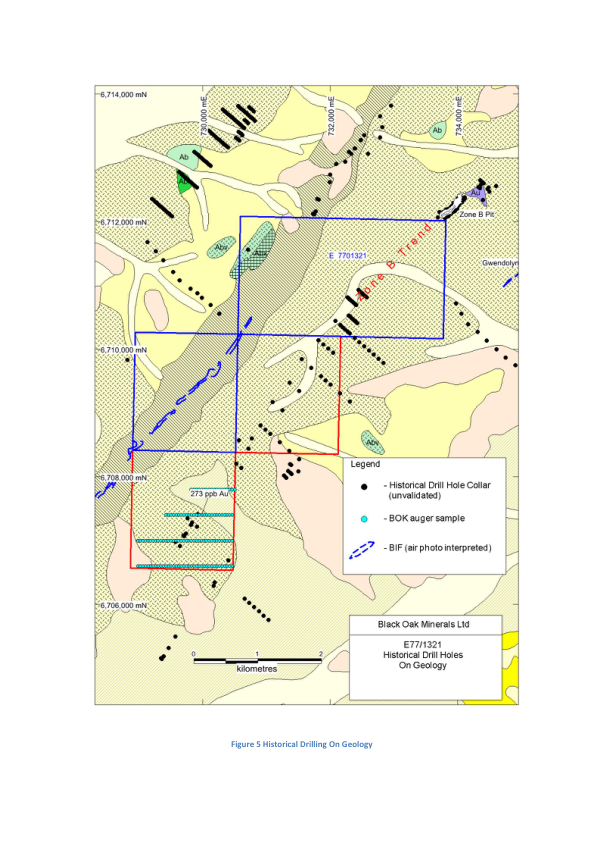 6,714,000 mN
730,000 mE
732,000 mE
734,000 mE
Ab
Ab
Au
6,712,000 mN
Zone B Pit
Abv
E 7701321
Zone B Trend
Gwendolyn
6,710,000 mN
Abv
Legend
- Historical Drill Hole Collar
(unvalidated)
- BOK auger sample
- BIF (air photo interpreted)
6,708,000 mN
273 ppb Au
6,706,000 mN
0 1 2
kilometres
Black Oak Minerals Ltd
E77/1321
Historical Drill Holes
On Geology
Figure 5 Historical Drilling On Geology